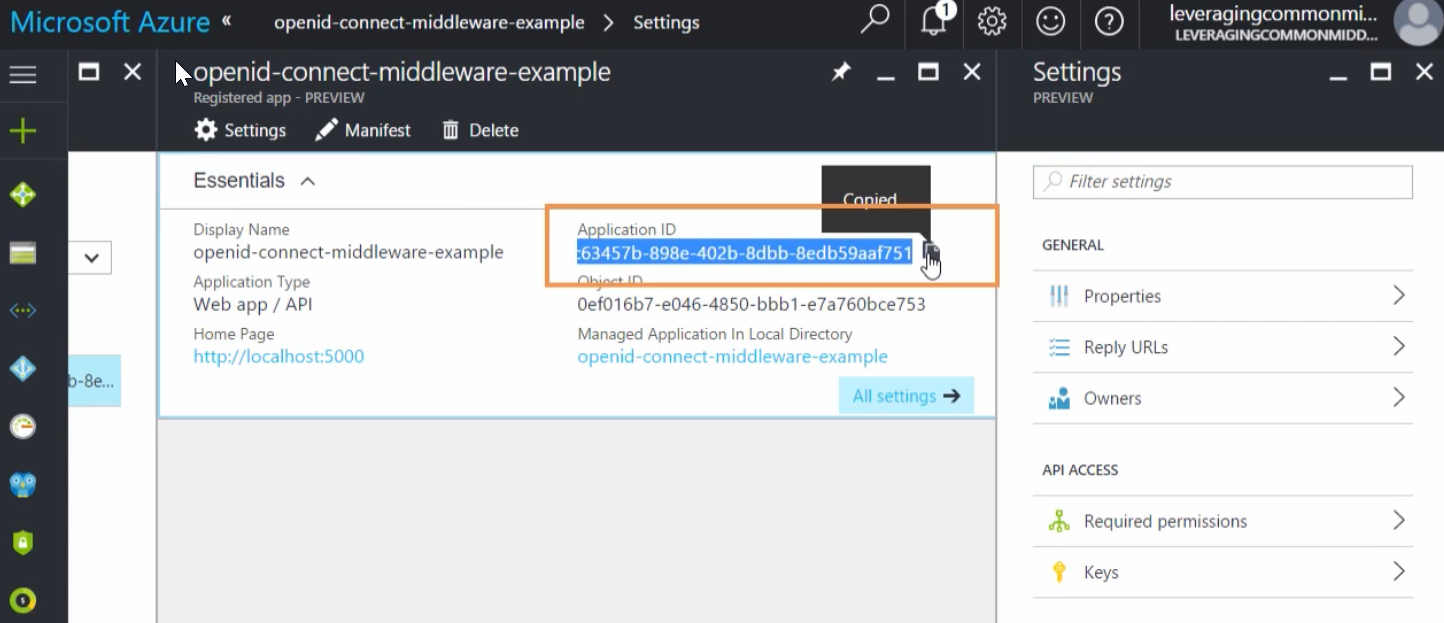 Microsoft Azure «
openid-connect-middleware-example > Settings
1
leveragingcommonmi...
LEVERAGINGCOMMONMIDD...
openid-connect-middleware-example
Registered app - PREVIEW
Settings Manifest Delete
Essentials
Copied
Display Name
openid-connect-middleware-example
Application Type
Web app / API
Home Page
http://localhost:5000
Application ID
:63457b-898e-402b-8dbb-8edb59aaf751
Object ID
0ef016b7-e046-4850-bbb1-e7a760bce753
Managed Application In Local Directory
openid-connect-middleware-example
All settings
b-8e...
Settings
PREVIEW
Filter settings
GENERAL
Properties
Reply URLs
Owners
API ACCESS
Required permissions
Keys